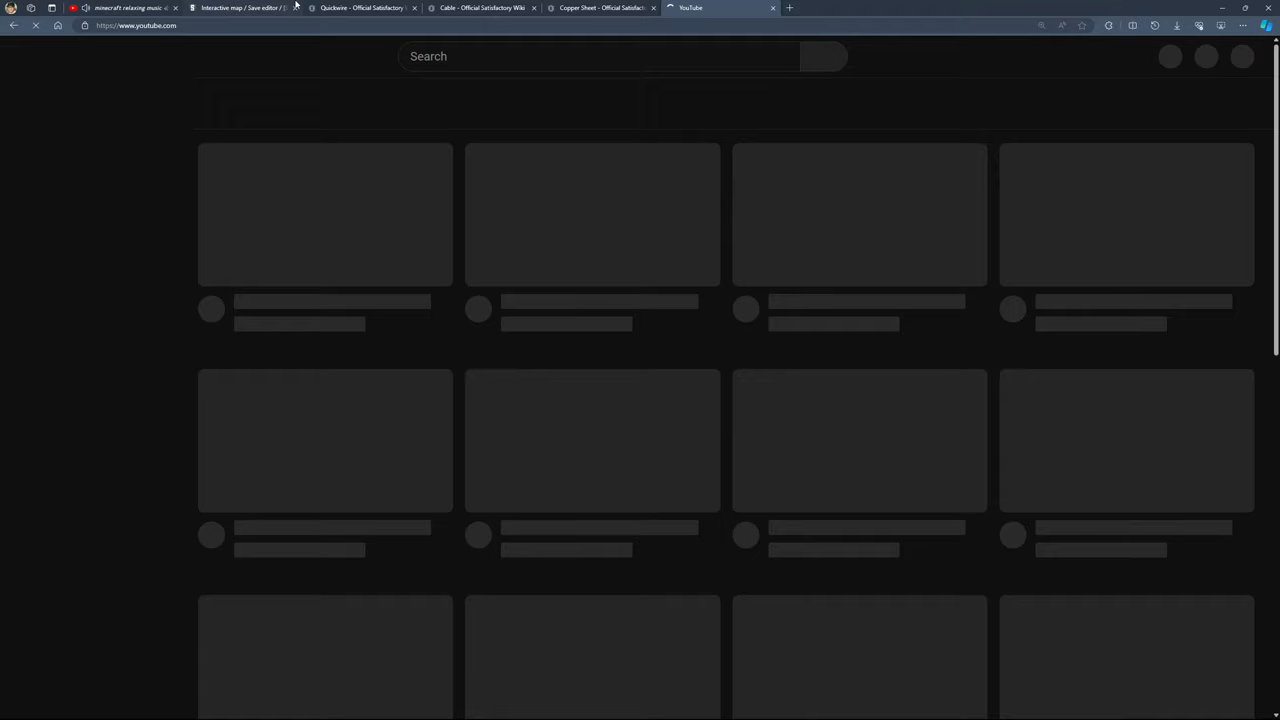 minecraft relaxing music
Interactive map / Save editor / [
Quickwire - Official Satisfactory
Cable - Official Satisfactory Wiki
Copper Sheet - Official Satisfact
YouTube
https://www.youtube.com
Search